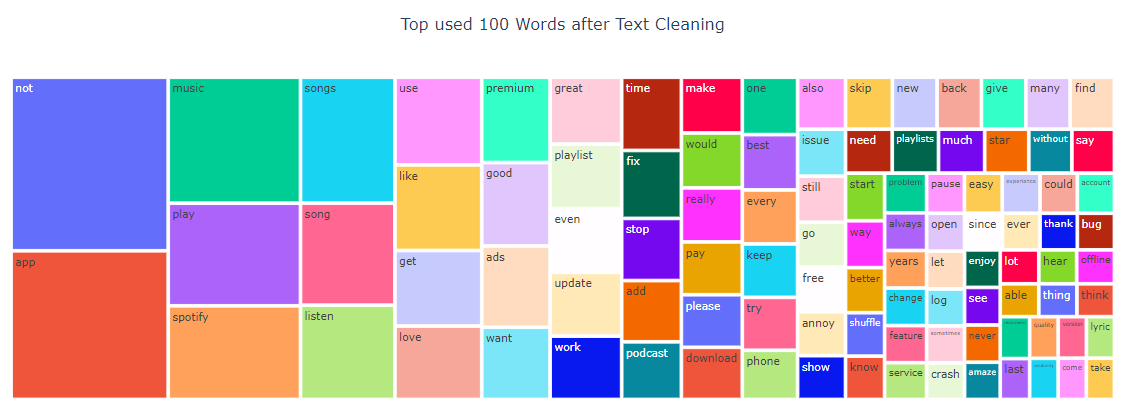 Top used 100 Words after Text Cleaning
not
app
music
play
spotify
songs
song
listen
use
like
get
love
premium
good
ads
want
great
playlist
even
update
work
time
fix
stop
add
podcast
make
would
really
pay
please
download
one
best
every
keep
try
phone
also
issue
still
go
free
annoy
show
skip
new
back
give
many
find
need
playlists
much
star
without
say
start
way
better
shuffle
know
problem
pause
easy
experience
could
account
always
open
since
ever
thank
bug
years
let
enjoy
lot
hear
offline
change
log
see
able
thing
think
feature
sometimes
never
quality
version
lyric
service
crash
amaze
last
come
take